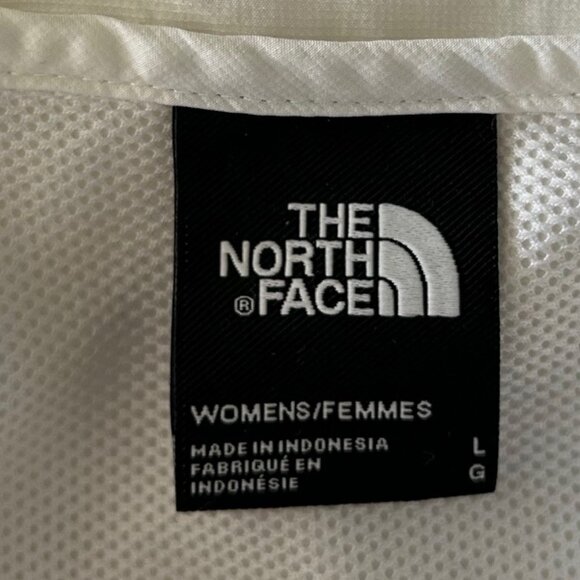 THE
NORTH
® FACE
WOMENS/FEMMES
MADE IN INDONESIA L
FABRIQUÉ EN G
INDONÉSIE